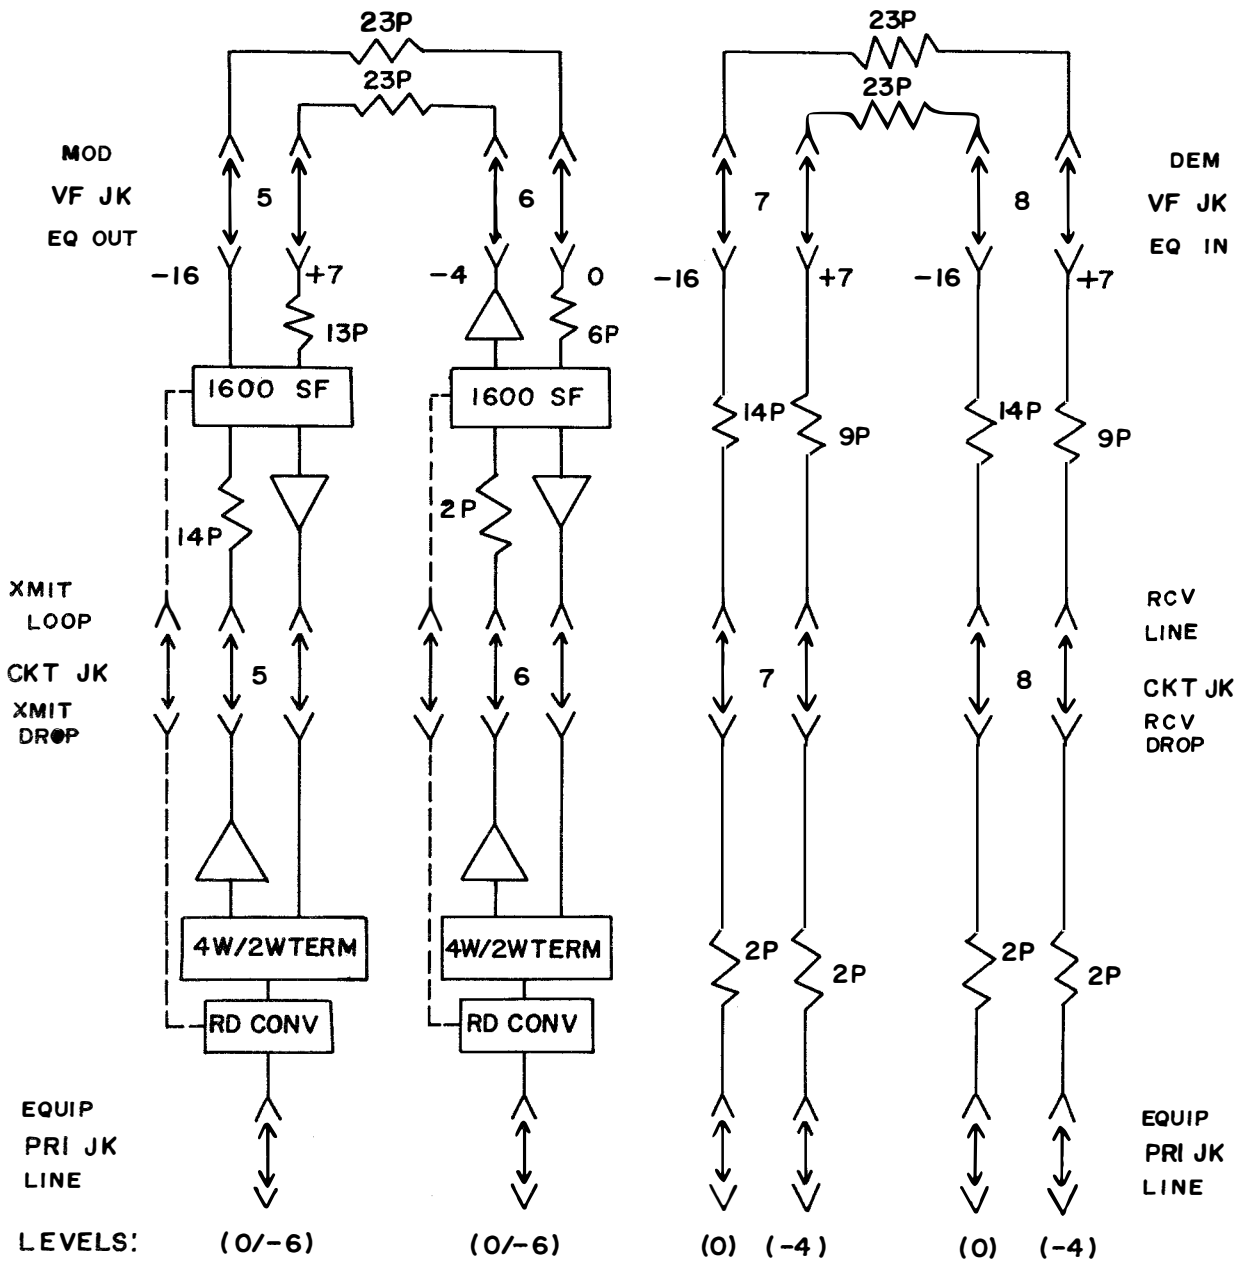 23P
23P
23P
23P
MOD
VF JK
EQ OUT
5
6
7
8
DEM
VF JK
EQ IN
-16
+7
-4
0
-16
+7
-16
+7
13P
6P
1600 SF
1600 SF
14P
9P
14P
9P
14P
2P
XMIT
LOOP
CKT JK
XMIT
DROP
5
6
7
8
RCV
LINE
CKT JK
RCV
DROP
4W/2WTERM
4W/2WTERM
2P
2P
2P
2P
RD CONV
RD CONV
EQUIP
PRI JK
LINE
EQUIP
PRI JK
LINE
LEVELS: (0/-6) (0/-6) (0) (-4) (0) (-4)